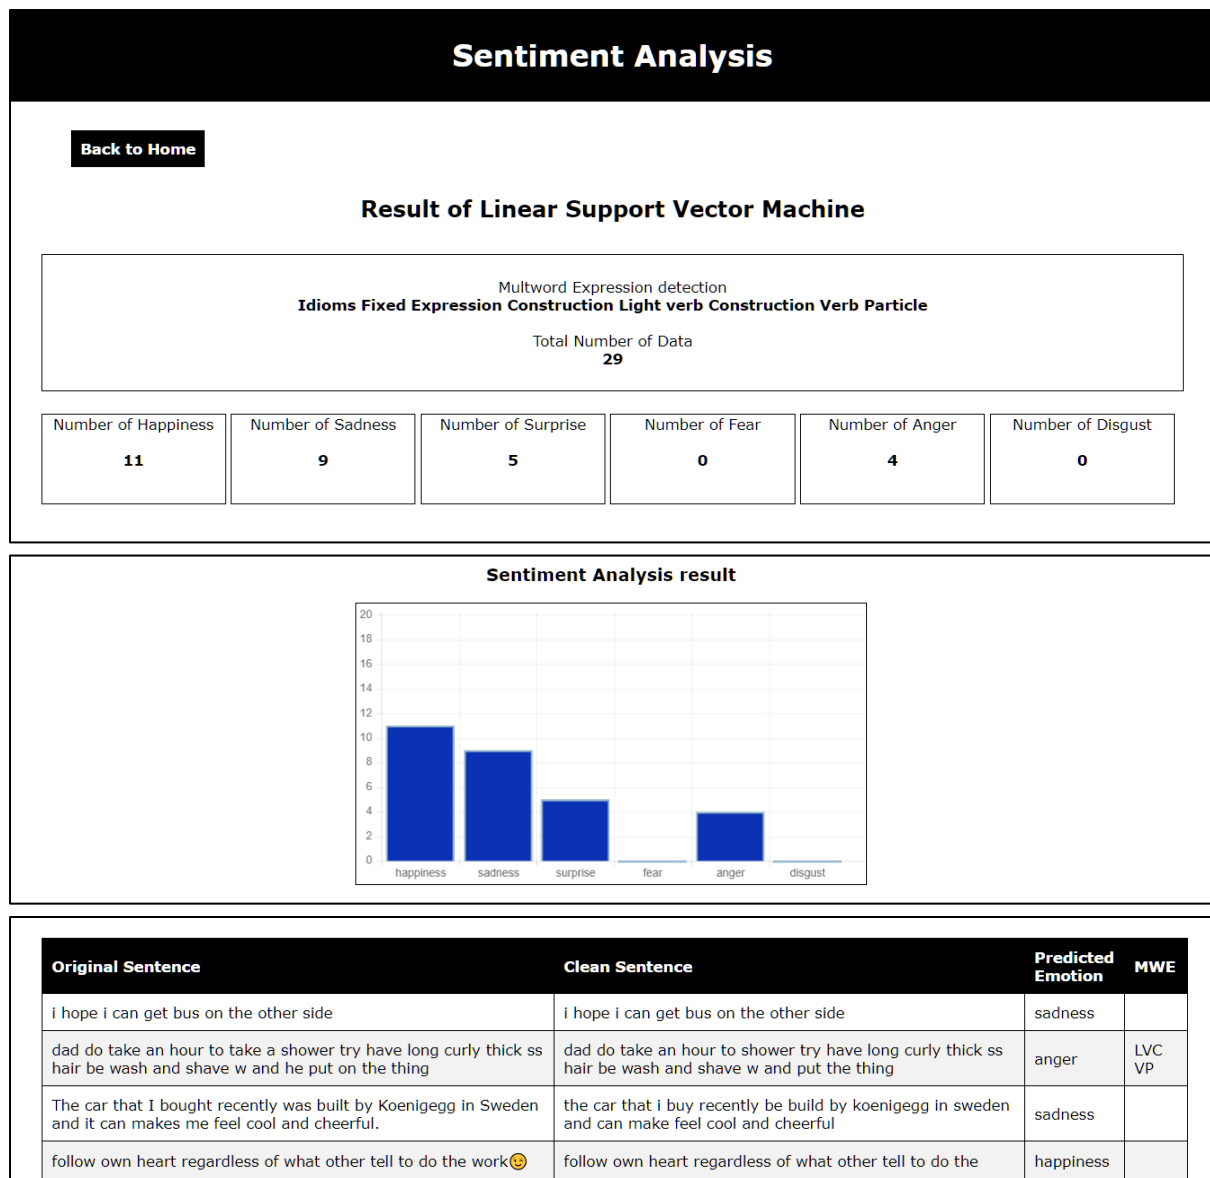 Sentiment Analysis
Back to Home
Result of Linear Support Vector Machine
Multword Expression detection
Idioms Fixed Expression Construction Light verb Construction Verb Particle
Total Number of Data
29
Number of Happiness
11
Number of Sadness
9
Number of Surprise
5
Number of Fear
0
Number of Anger
4
Number of Disgust
0
Sentiment Analysis result
20
18
16
14
12
10
8
6
4
2
0
happiness sadness surprise fear anger disgust
Original Sentence
Clean Sentence
Predicted
Emotion
MWE
i hope i can get bus on the other side
i hope i can get bus on the other side
sadness
dad do take an hour to take a shower try have long curly thick ss
hair be wash and shave w and he put on the thing
dad do take an hour to shower try have long curly thick ss
hair be wash and shave w and put the thing
anger
LVC
VP
The car that I bought recently was built by Koenigegg in Sweden
and it can makes me feel cool and cheerful.
the car that i buy recently be build by koenigegg in sweden
and can make feel cool and cheerful
sadness
follow own heart regardless of what other tell to do the work😉
follow own heart regardless of what other tell to do the
happiness